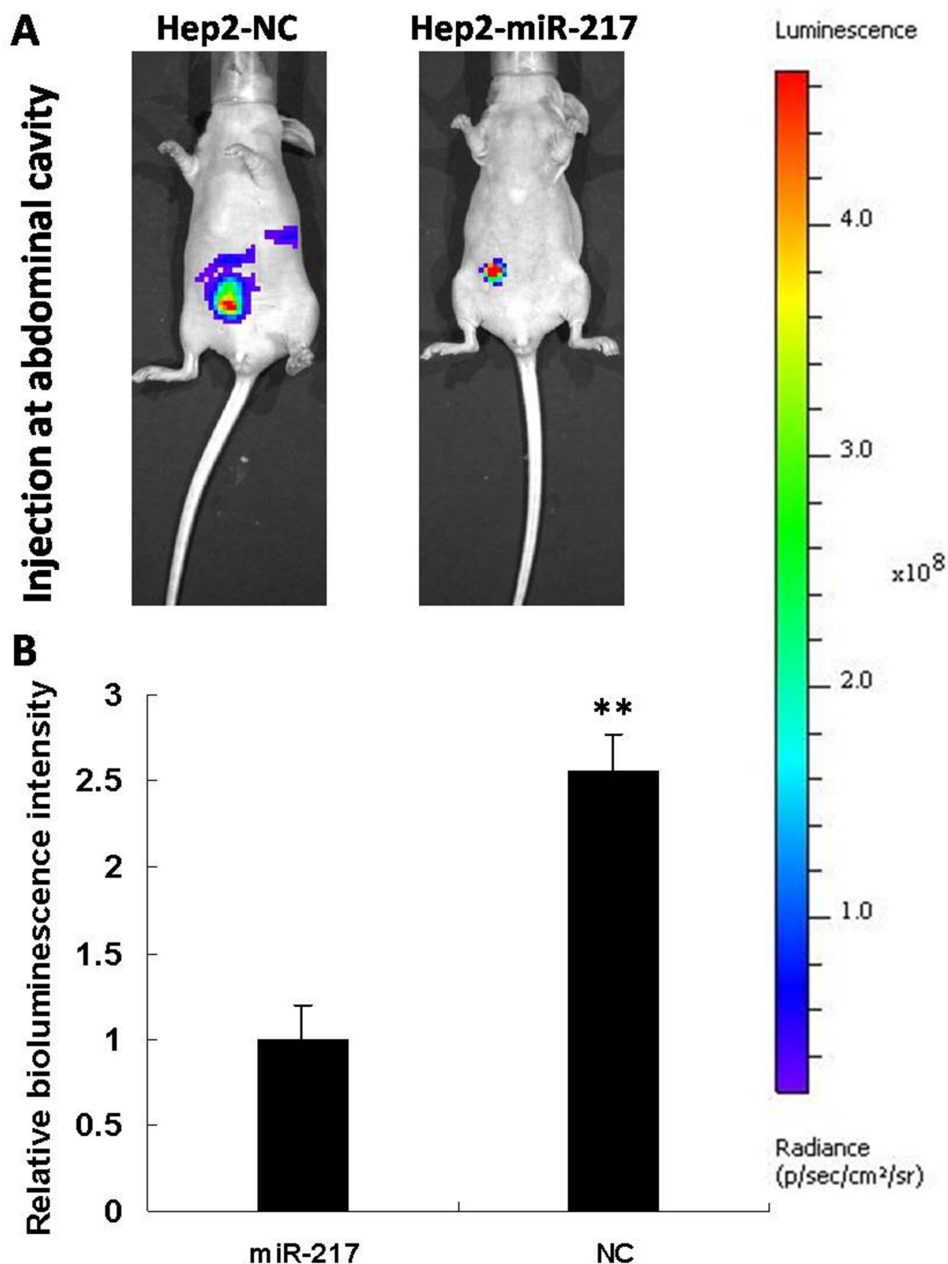 A
Hep2-NC
Hep2-miR-217
Injection at abdominal cavity
Luminescence
4.0
3.0
x10⁸
2.0
1.0
Radiance
(p/sec/cm²/sr)
B
Relative bioluminescence intensity
3
2.5
2
1.5
1
0.5
0
**
miR-217
NC